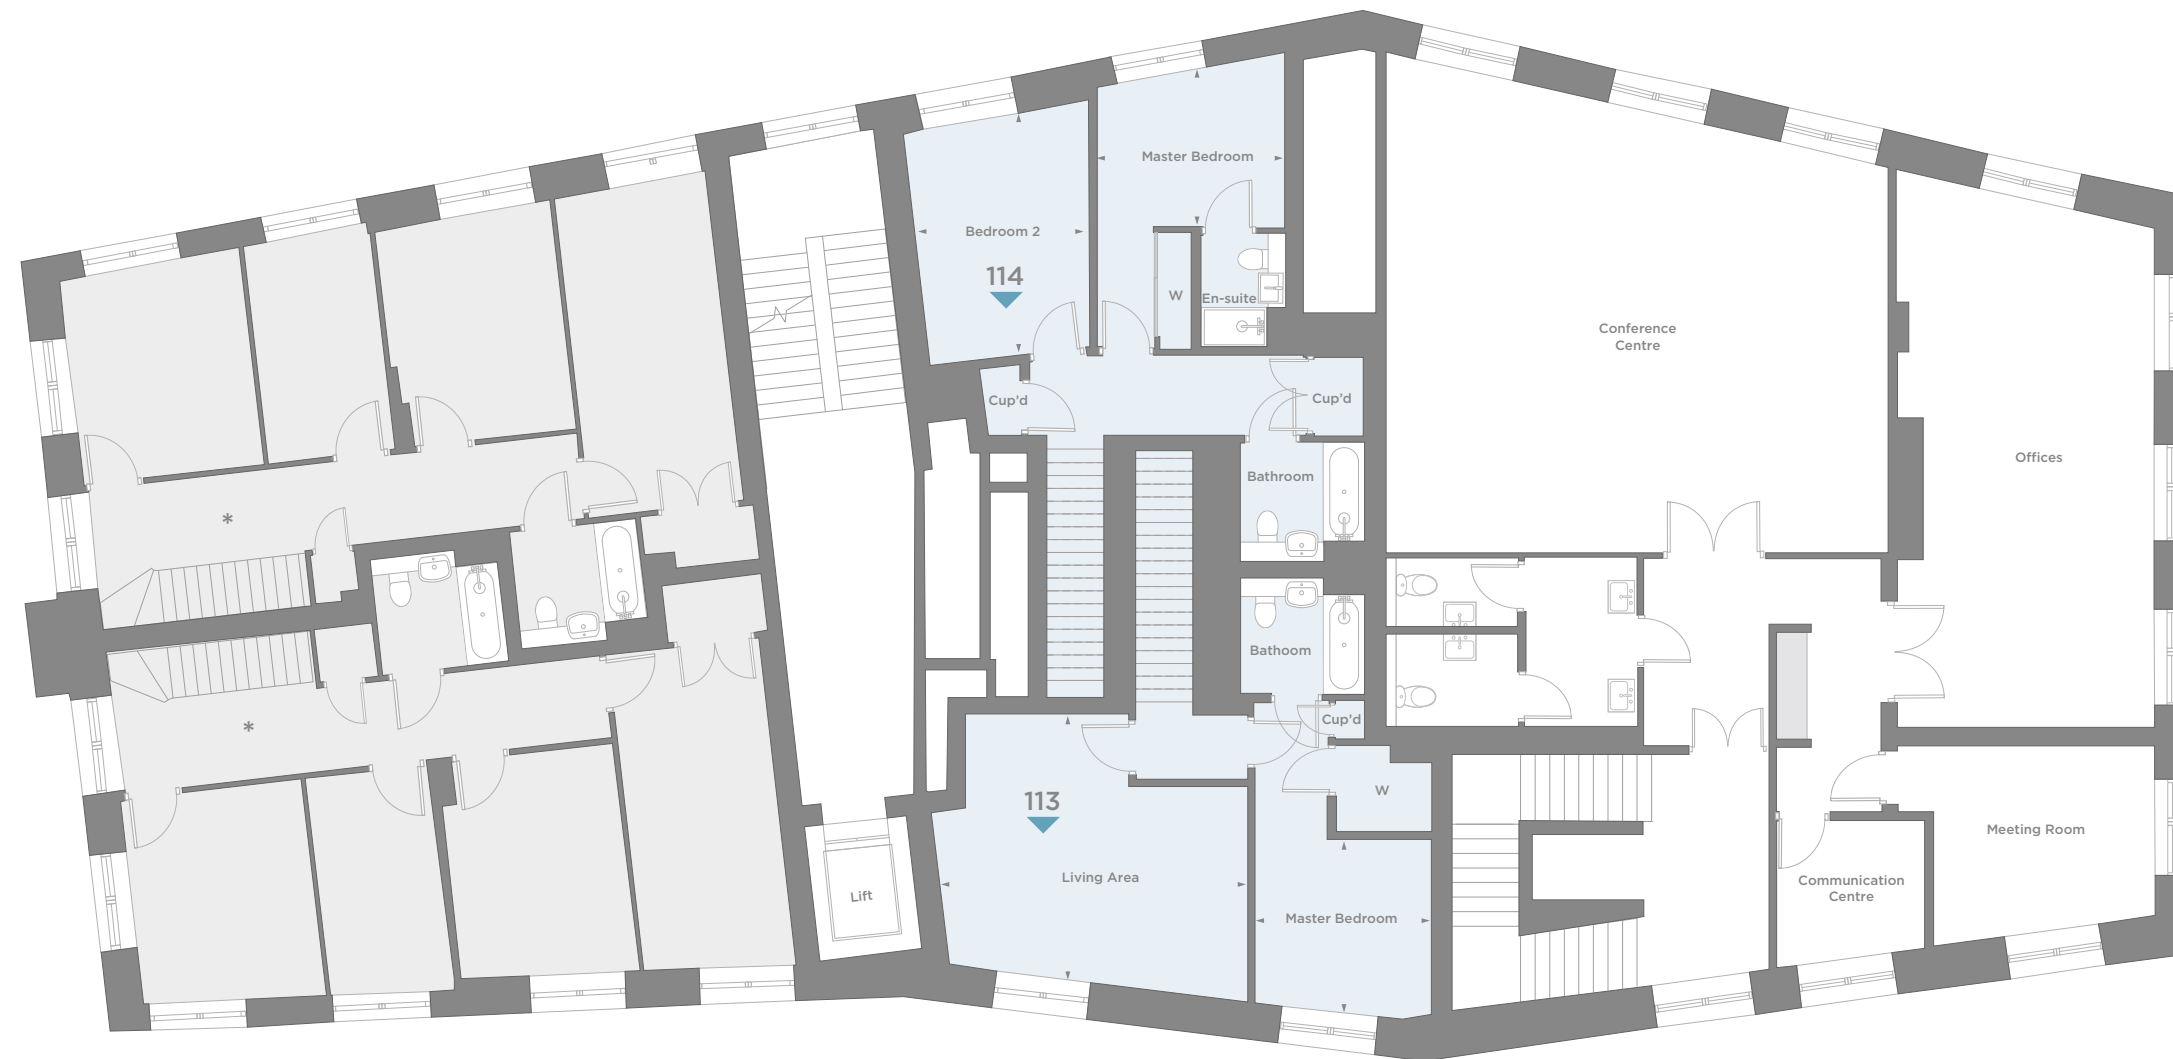 Master Bedroom
Bedroom 2
114
W
En-suite
Conference
Centre
Cup'd
Cup'd
Bathroom
Offices
*
Bathoom
*
Cup'd
113
W
Living Area
Master Bedroom
Lift
Meeting Room
Communication
Centre